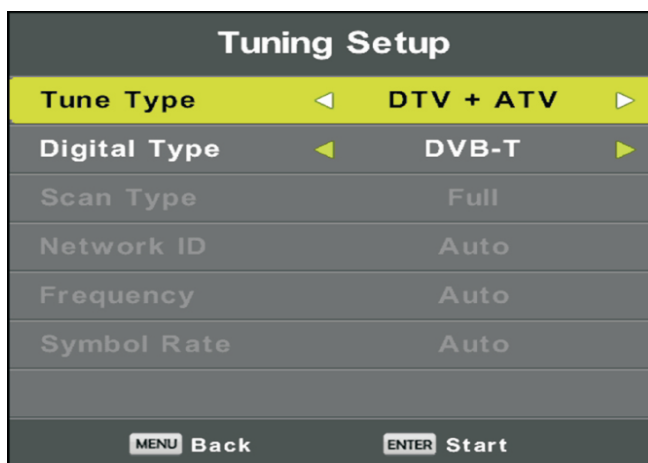 Tuning Setup
Tune Type DTV + ATV
Digital Type DVB-T
Scan Type Full
Network ID Auto
Frequency Auto
Symbol Rate Auto
MENU Back ENTER Start